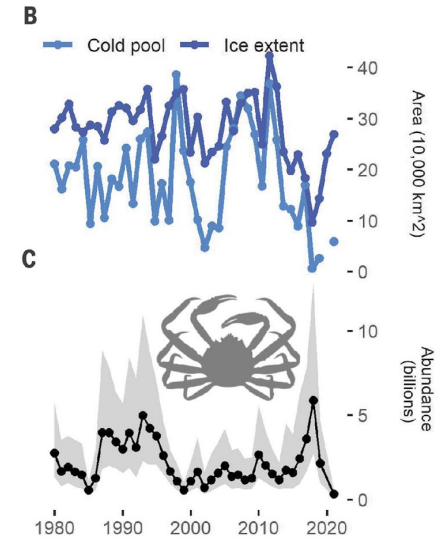 B
Cold pool
Ice extent
40
30
20
10
0
Area (10,000 km^2)
C
10
5
0
Abundance
(billions)
1980 1990 2000 2010 2020